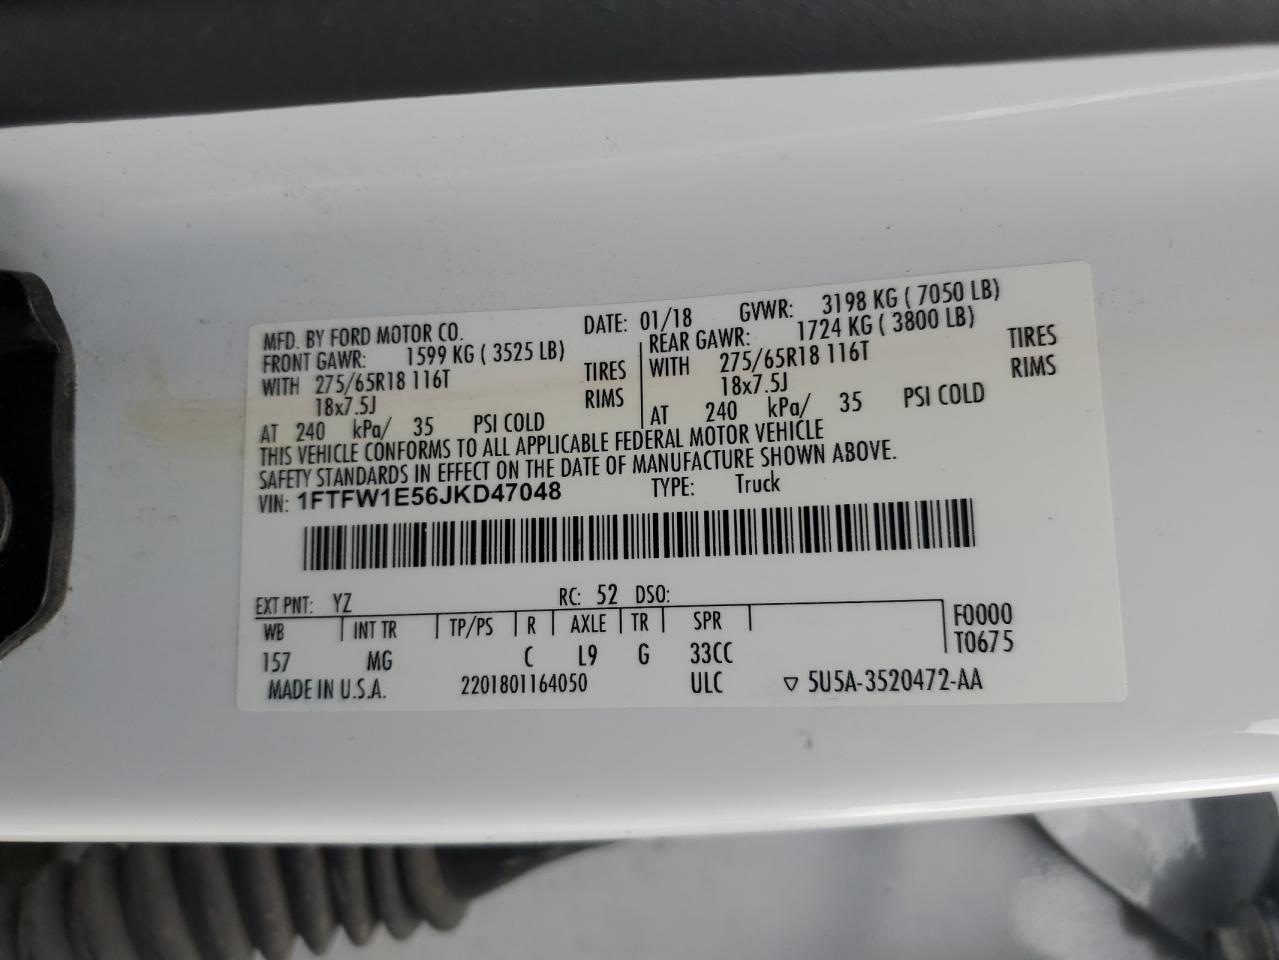 MFD. BY FORD MOTOR CO. DATE: 01/18 GVWR: 3198 KG ( 7050 LB)
FRONT GAWR: 1599 KG ( 3525 LB) REAR GAWR: 1724 KG ( 3800 LB)
WITH 275/65R18 116T TIRES WITH 275/65R18 116T TIRES
18x7.5J RIMS 18x7.5J RIMS
AT 240 kPa/ 35 PSI COLD AT 240 kPa/ 35 PSI COLD
THIS VEHICLE CONFORMS TO ALL APPLICABLE FEDERAL MOTOR VEHICLE
SAFETY STANDARDS IN EFFECT ON THE DATE OF MANUFACTURE SHOWN ABOVE.
VIN: 1FTFW1E56JKD47048 TYPE: Truck
EXT PNT: YZ RC: 52 DSO:
WB INT TR TP/PS R AXLE TR SPR F0000
157 MG C L9 G 33CC T0675
MADE IN U.S.A. 2201801164050 ULC ▽ 5U5A-3520472-AA